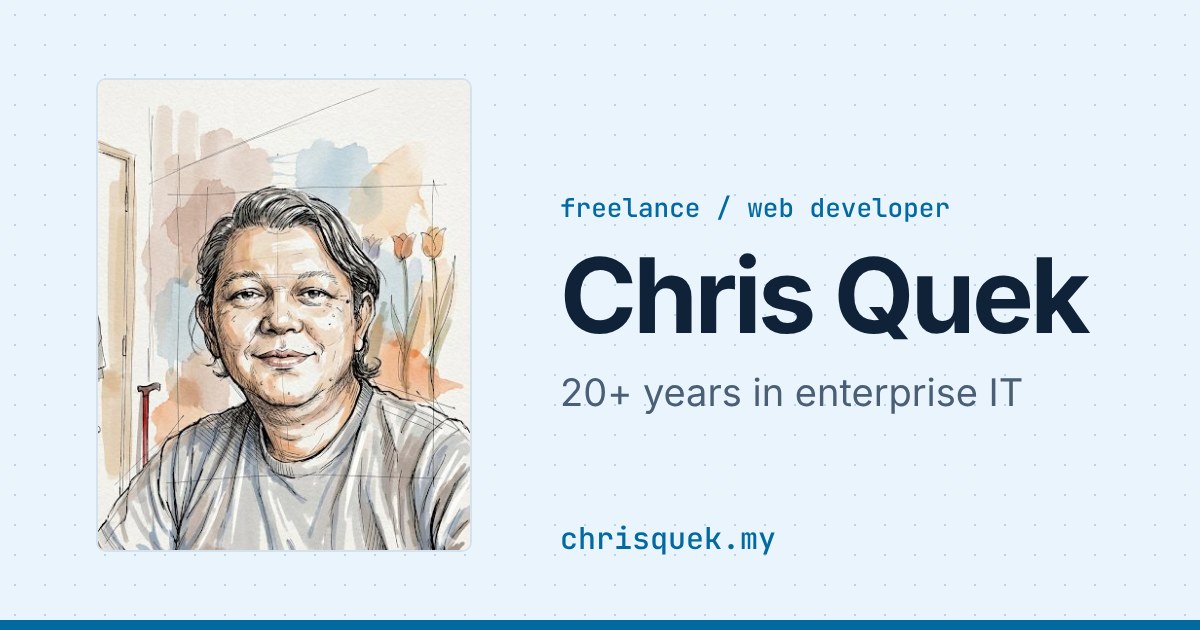 freelance / web developer
Chris Quek
20+ years in enterprise IT
chrisquek.my